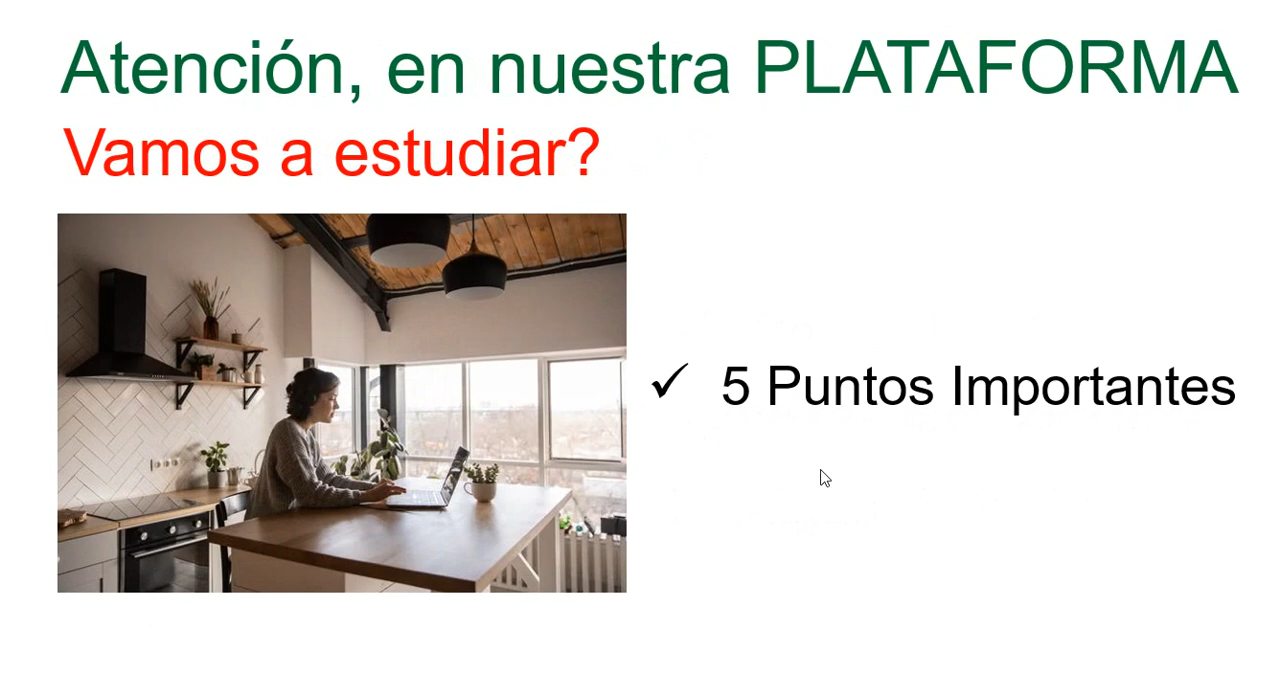 Atención, en nuestra PLATAFORMA
Vamos a estudiar?
✓ 5 Puntos Importantes